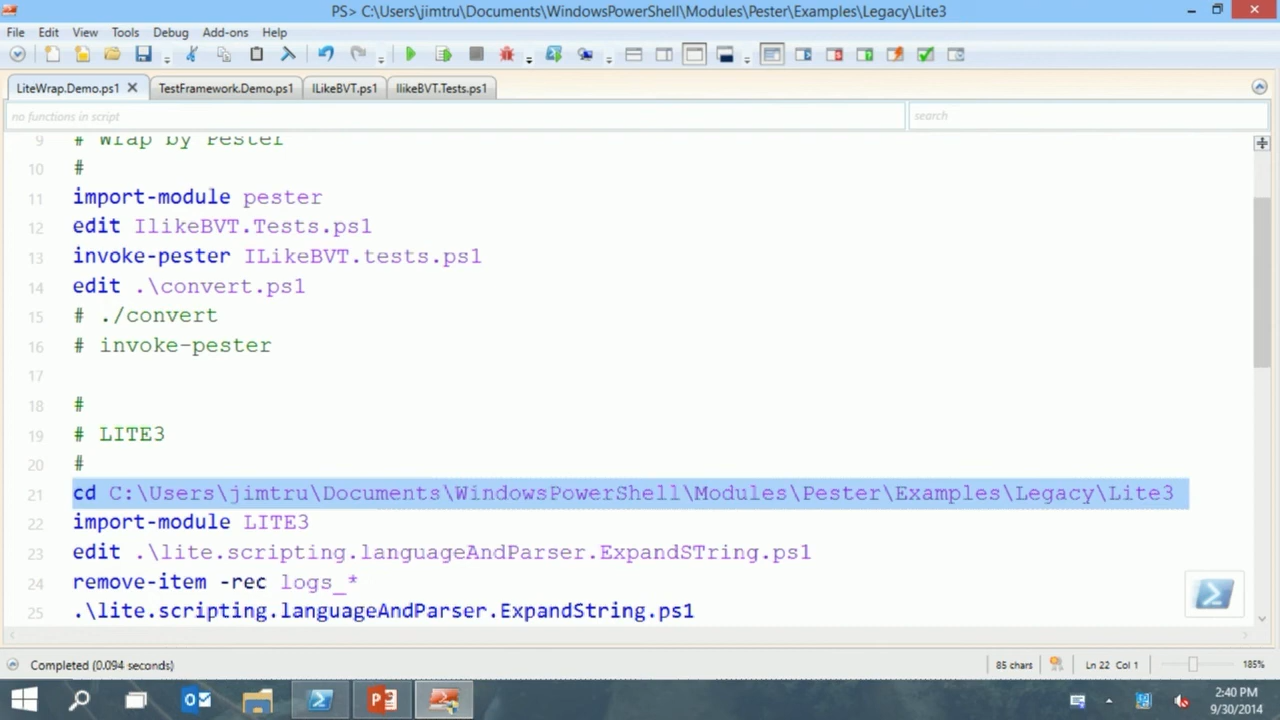 PS> C:\Users\jimtru\Documents\WindowsPowerShell\Modules\Pester\Examples\Legacy\Lite3
File Edit View Tools Debug Add-ons Help
LiteWrap.Demo.ps1 TestFramework.Demo.ps1 ILikeBVT.ps1 IlikeBVT.Tests.ps1
no functions in script search
9 # Wrap by Pester
10 #
11 import-module pester
12 edit IlikeBVT.Tests.ps1
13 invoke-pester ILikeBVT.tests.ps1
14 edit .\convert.ps1
15 # ./convert
16 # invoke-pester
17
18 #
19 # LITE3
20 #
21 cd C:\Users\jimtru\Documents\WindowsPowerShell\Modules\Pester\Examples\Legacy\Lite3
22 import-module LITE3
23 edit .\lite.scripting.languageAndParser.ExpandSTring.ps1
24 remove-item -rec logs_*
25 .\lite.scripting.languageAndParser.ExpandString.ps1
Completed (0.094 seconds) 85 chars Ln 22 Col 1 185%
2:40 PM
9/30/2014